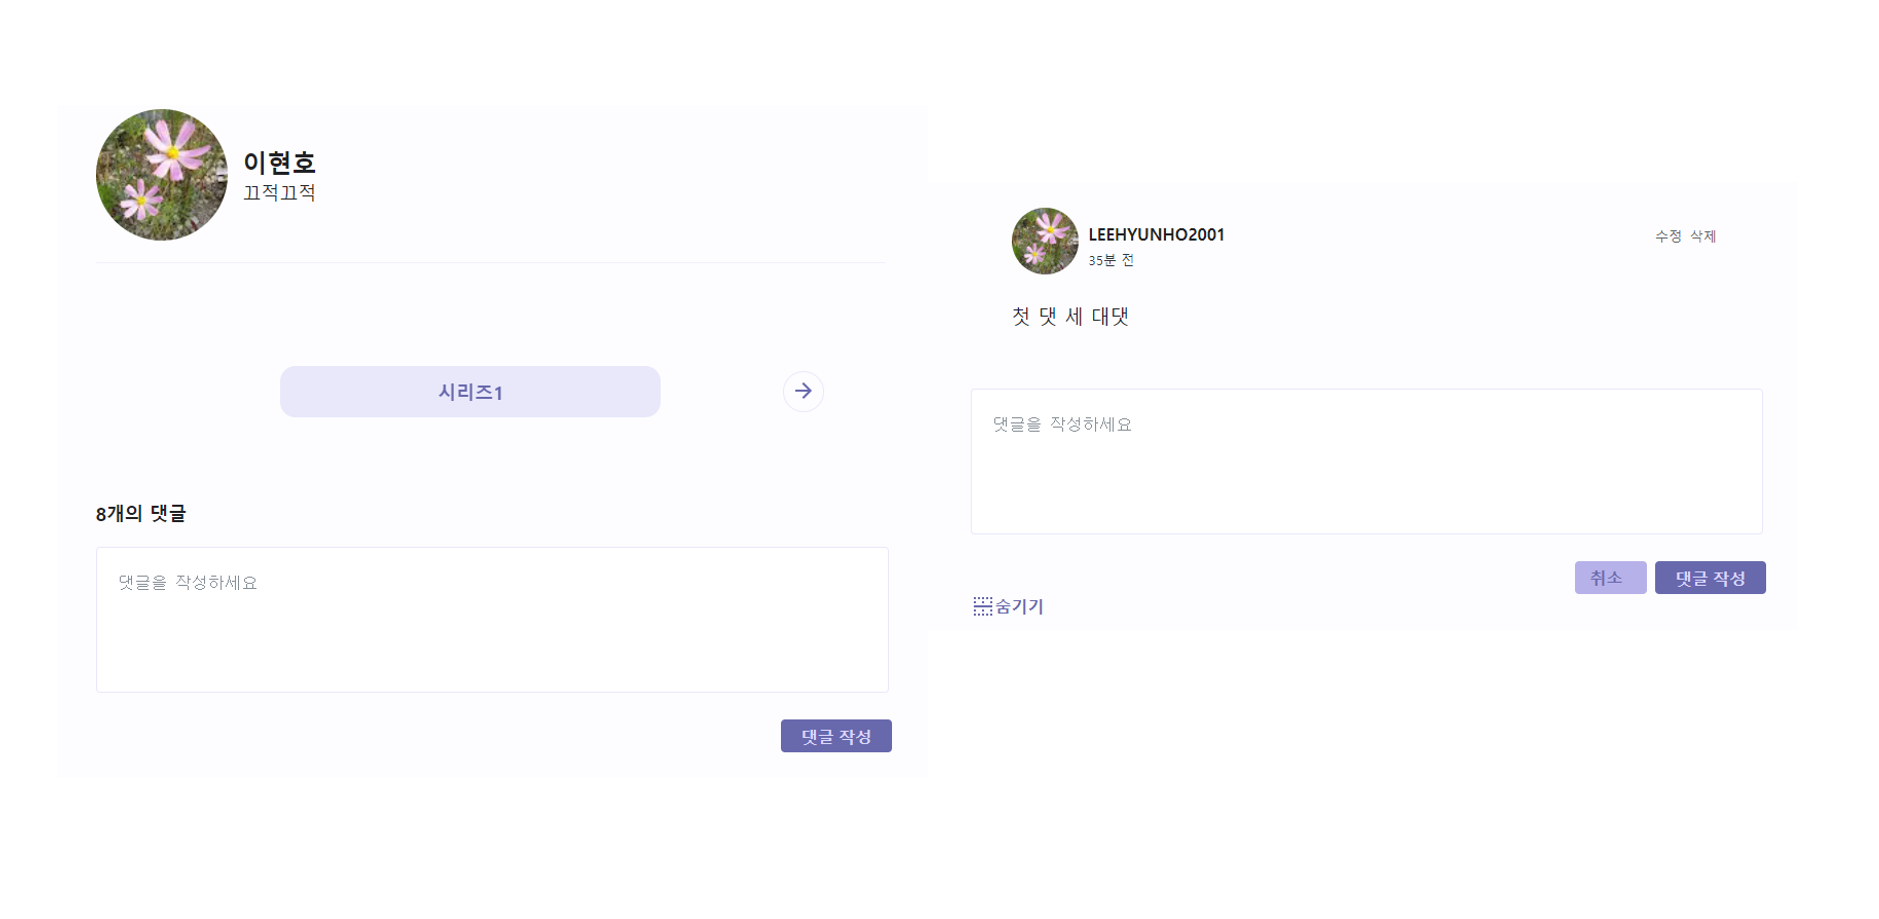 이현호
끄적끄적
시리즈1
8개의 댓글
댓글을 작성하세요
댓글 작성
LEEHYUNHO2001
수정 삭제
35분 전
첫 댓 세 대댓
댓글을 작성하세요
취소
댓글 작성
숨기기